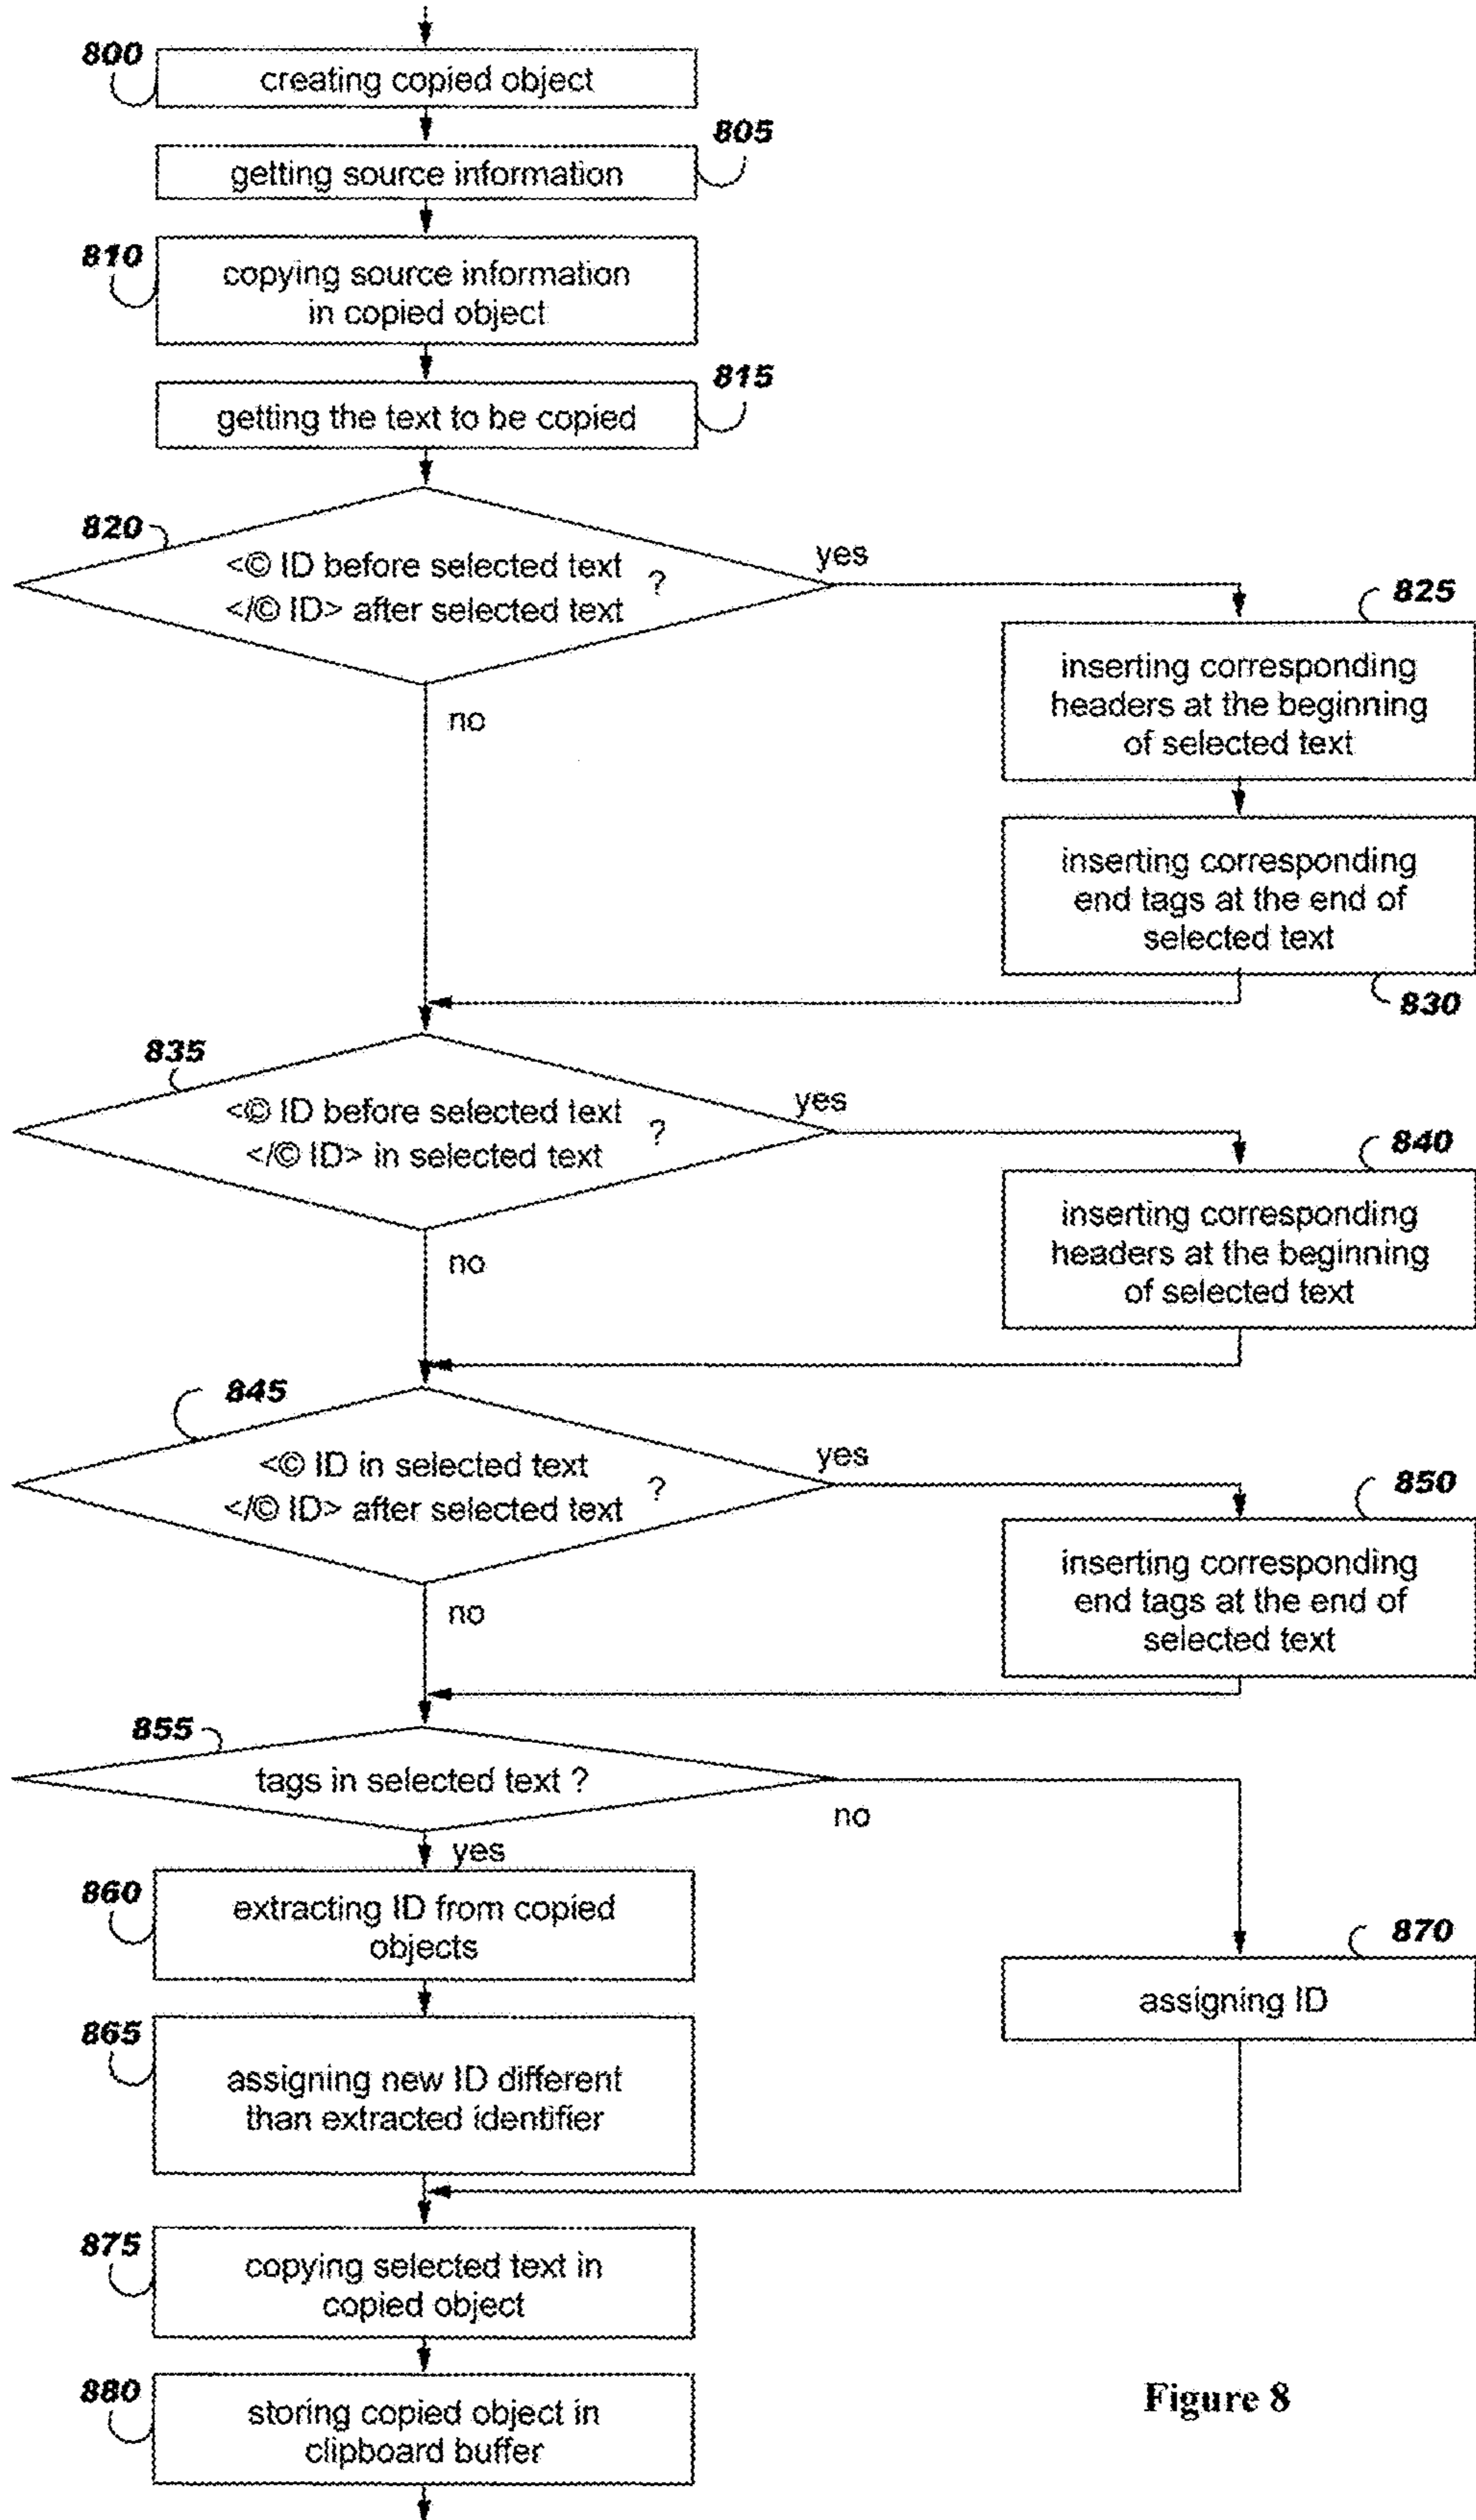 800
creating copied object
805
getting source information
810
copying source information
in copied object
815
getting the text to be copied
820
<© ID before selected text
</© ID> after selected text
?
yes
no
825
inserting corresponding
headers at the beginning
of selected text
inserting corresponding
end tags at the end of
selected text
830
835
<© ID before selected text
</© ID> in selected text
?
yes
no
840
inserting corresponding
headers at the beginning
of selected text
845
<© ID in selected text
</© ID> after selected text
?
yes
no
850
inserting corresponding
end tags at the end of
selected text
855
tags in selected text ?
no
yes
860
extracting ID from copied
objects
865
assigning new ID different
than extracted identifier
870
assigning ID
875
copying selected text in
copied object
880
storing copied object in
clipboard buffer
Figure 8